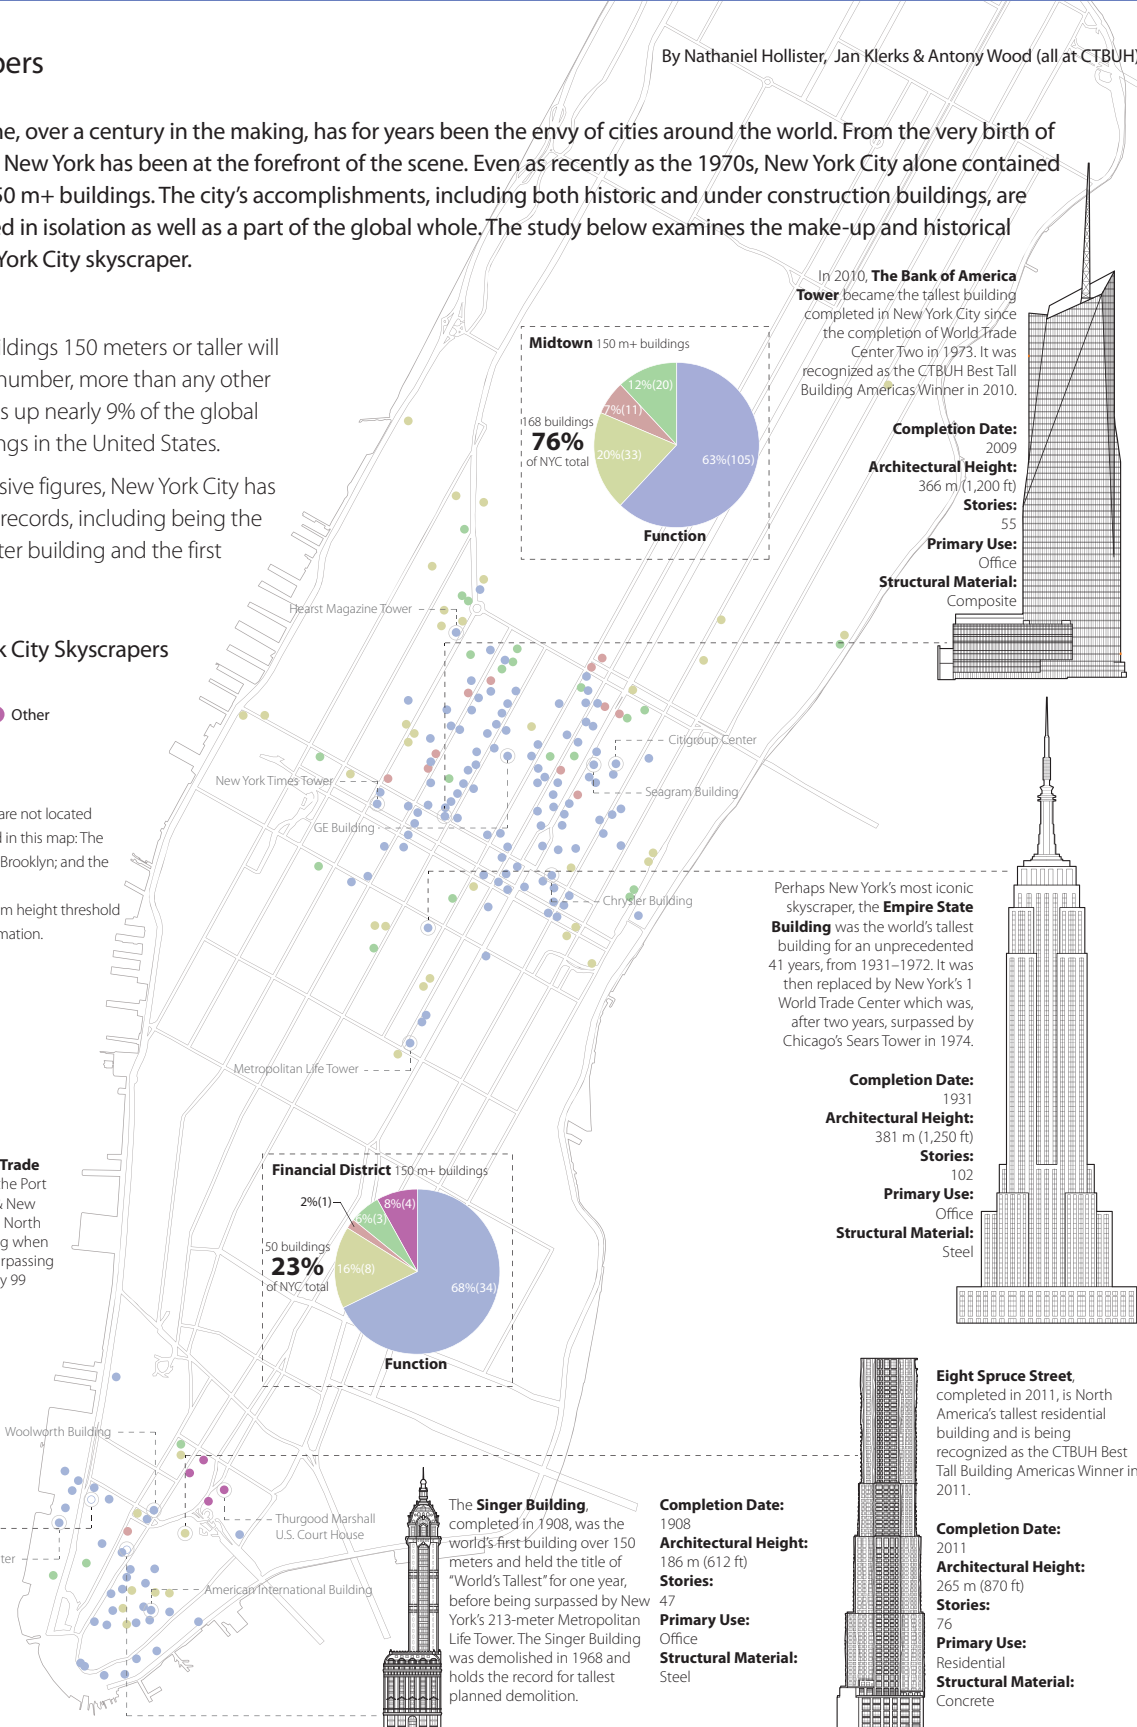 pers
By Nathaniel Hollister, Jan Klerks & Antony Wood (all at CTBUH)
ne, over a century in the making, has for years been the envy of cities around the world. From the very birth of
New York has been at the forefront of the scene. Even as recently as the 1970s, New York City alone contained
50 m+ buildings. The city's accomplishments, including both historic and under construction buildings, are
ed in isolation as well as a part of the global whole. The study below examines the make-up and historical
York City skyscraper.
ildings 150 meters or taller will
number, more than any other
s up nearly 9% of the global
ngs in the United States.
sive figures, New York City has
records, including being the
ter building and the first
Midtown 150 m+ buildings
12%(20)
7%(11)
20%(33)
63%(105)
168 buildings
76%
of NYC total
Function
In 2010, The Bank of America
Tower became the tallest building
completed in New York City since
the completion of World Trade
Center Two in 1973. It was
recognized as the CTBUH Best Tall
Building Americas Winner in 2010.
Completion Date:
2009
Architectural Height:
366 m (1,200 ft)
Stories:
55
Primary Use:
Office
Structural Material:
Composite
Hearst Magazine Tower
k City Skyscrapers
Other
Citigroup Center
New York Times Tower
Seagram Building
GE Building
are not located
d in this map: The
Brooklyn; and the
m height threshold
mation.
Chrysler Building
Perhaps New York's most iconic
skyscraper, the Empire State
Building was the world's tallest
building for an unprecedented
41 years, from 1931–1972. It was
then replaced by New York's 1
World Trade Center which was,
after two years, surpassed by
Chicago's Sears Tower in 1974.
Completion Date:
1931
Architectural Height:
381 m (1,250 ft)
Stories:
102
Primary Use:
Office
Structural Material:
Steel
Metropolitan Life Tower
Trade
the Port
& New
North
g when
rpassing
y 99
Financial District 150 m+ buildings
2%(1)
6%(3)
8%(4)
16%(8)
68%(34)
50 buildings
23%
of NYC total
Function
Woolworth Building
Thurgood Marshall
U.S. Court House
ter
American International Building
The Singer Building,
completed in 1908, was the
world's first building over 150
meters and held the title of
"World's Tallest" for one year,
before being surpassed by New
York's 213-meter Metropolitan
Life Tower. The Singer Building
was demolished in 1968 and
holds the record for tallest
planned demolition.
Completion Date:
1908
Architectural Height:
186 m (612 ft)
Stories:
47
Primary Use:
Office
Structural Material:
Steel
Eight Spruce Street,
completed in 2011, is North
America's tallest residential
building and is being
recognized as the CTBUH Best
Tall Building Americas Winner in
2011.
Completion Date:
2011
Architectural Height:
265 m (870 ft)
Stories:
76
Primary Use:
Residential
Structural Material:
Concrete